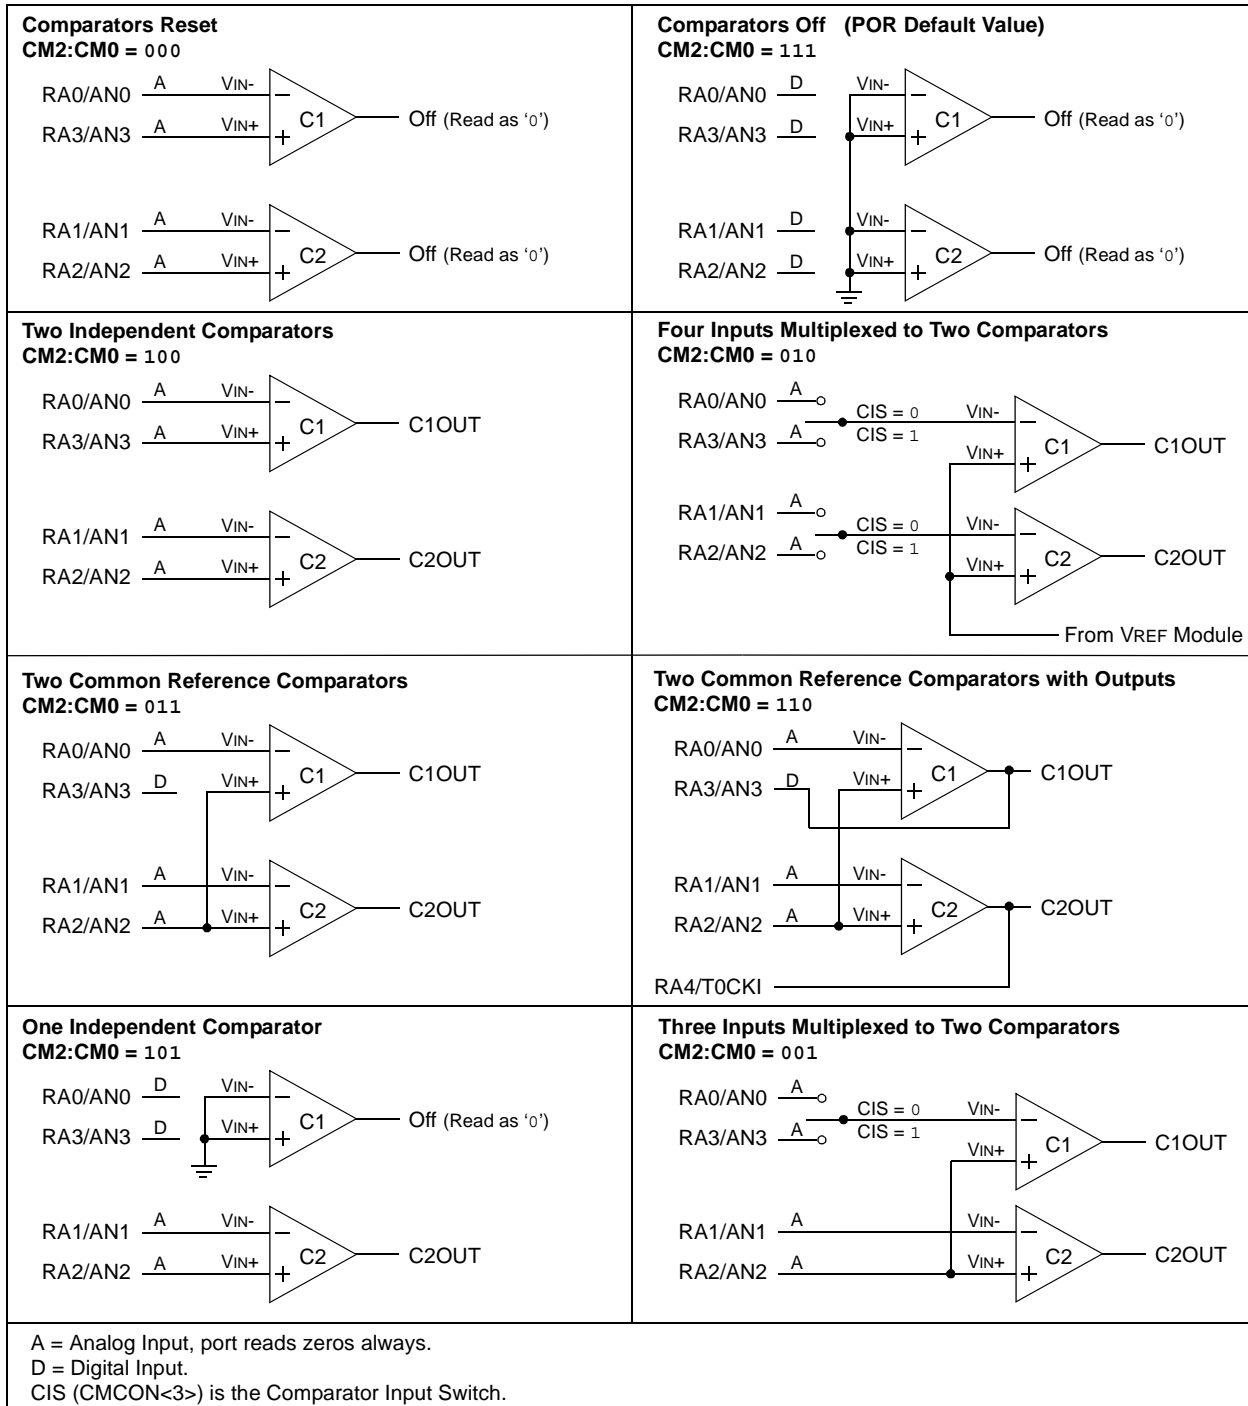 Comparators Reset
CM2:CM0 = 000
RA0/AN0 A VIN-
RA3/AN3 A VIN+
C1
Off (Read as ‘0’)
RA1/AN1 A VIN-
RA2/AN2 A VIN+
C2
Off (Read as ‘0’)
Comparators Off (POR Default Value)
CM2:CM0 = 111
RA0/AN0 D VIN-
RA3/AN3 D VIN+
C1
Off (Read as ‘0’)
RA1/AN1 D VIN-
RA2/AN2 D VIN+
C2
Off (Read as ‘0’)
Two Independent Comparators
CM2:CM0 = 100
RA0/AN0 A VIN-
RA3/AN3 A VIN+
C1
C1OUT
RA1/AN1 A VIN-
RA2/AN2 A VIN+
C2
C2OUT
Four Inputs Multiplexed to Two Comparators
CM2:CM0 = 010
RA0/AN0 A
CIS = 0 VIN-
RA3/AN3 A CIS = 1
VIN+
C1
C1OUT
RA1/AN1 A
CIS = 0 VIN-
RA2/AN2 A CIS = 1
VIN+
C2
C2OUT
From VREF Module
Two Common Reference Comparators
CM2:CM0 = 011
RA0/AN0 A VIN-
RA3/AN3 D VIN+
C1
C1OUT
RA1/AN1 A VIN-
RA2/AN2 A VIN+
C2
C2OUT
Two Common Reference Comparators with Outputs
CM2:CM0 = 110
RA0/AN0 A VIN-
RA3/AN3 D VIN+
C1
C1OUT
RA1/AN1 A VIN-
RA2/AN2 A VIN+
C2
C2OUT
RA4/T0CKI
One Independent Comparator
CM2:CM0 = 101
RA0/AN0 D VIN-
RA3/AN3 D VIN+
C1
Off (Read as ‘0’)
RA1/AN1 A VIN-
RA2/AN2 A VIN+
C2
C2OUT
Three Inputs Multiplexed to Two Comparators
CM2:CM0 = 001
RA0/AN0 A
CIS = 0 VIN-
RA3/AN3 A CIS = 1
VIN+
C1
C1OUT
RA1/AN1 A VIN-
RA2/AN2 A VIN+
C2
C2OUT
A = Analog Input, port reads zeros always.
D = Digital Input.
CIS (CMCON<3>) is the Comparator Input Switch.